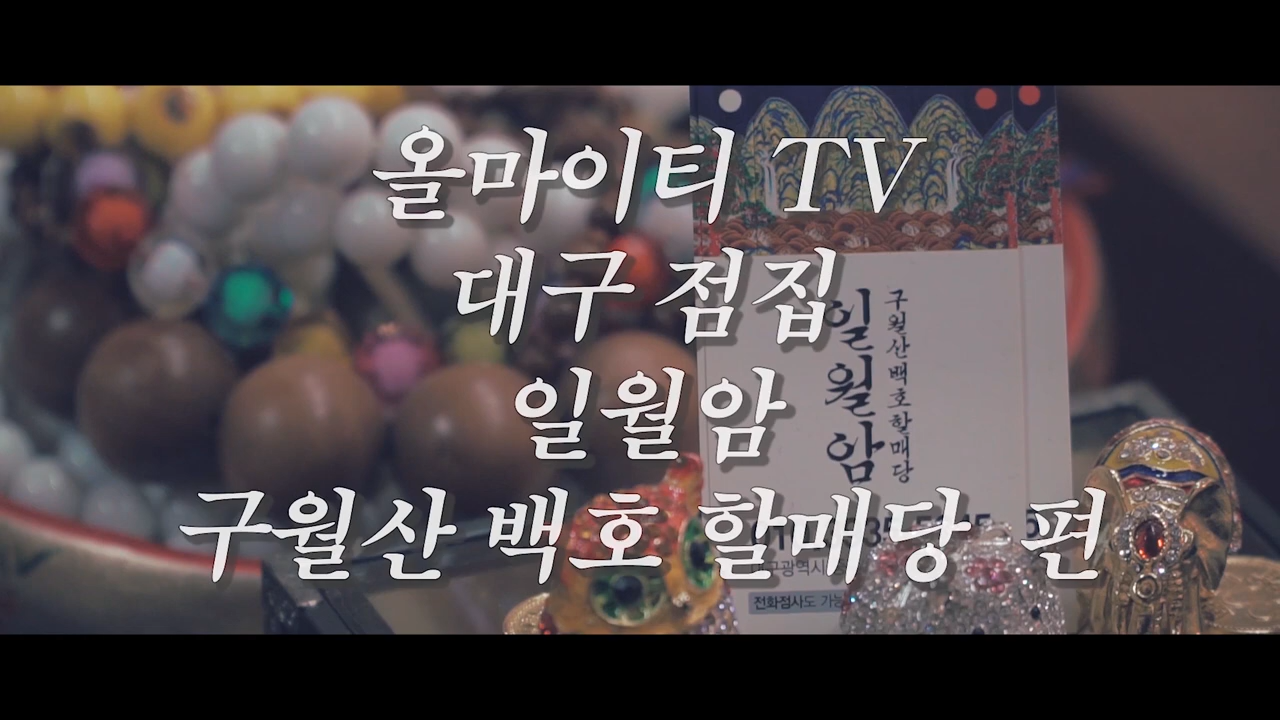 올마이티 TV
대구 점집
일월암
구월산 백호 할매당 편
구월산백호할매당
일월암
전화점사도 가능